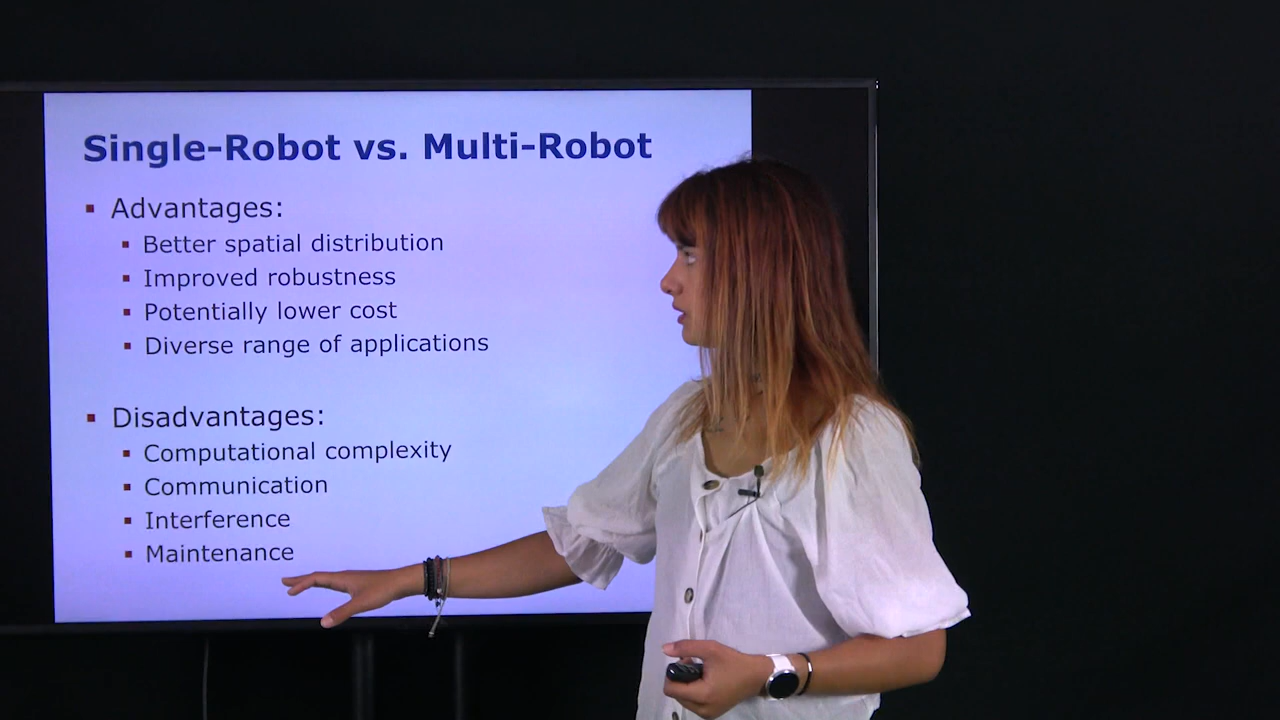 Single-Robot vs. Multi-Robot
Advantages:
Better spatial distribution
Improved robustness
Potentially lower cost
Diverse range of applications
Disadvantages:
Computational complexity
Communication
Interference
Maintenance